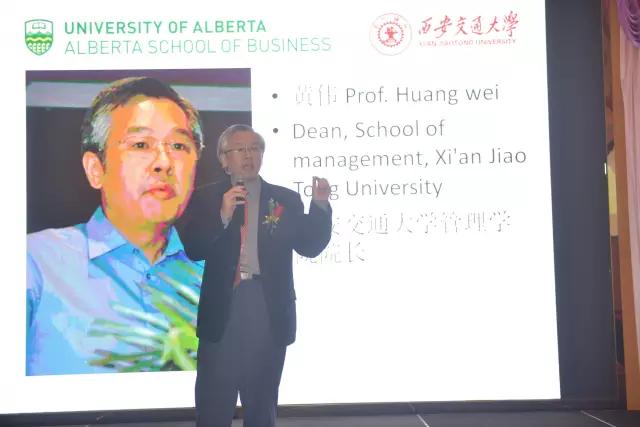 UNIVERSITY OF ALBERTA
ALBERTA SCHOOL OF BUSINESS
西安交通大学
XI'AN JIAOTONG UNIVERSITY
• 黄伟 Prof. Huang wei
• Dean, School of
management, Xi'an Jiao
Tong University
交通大学管理学
院院长